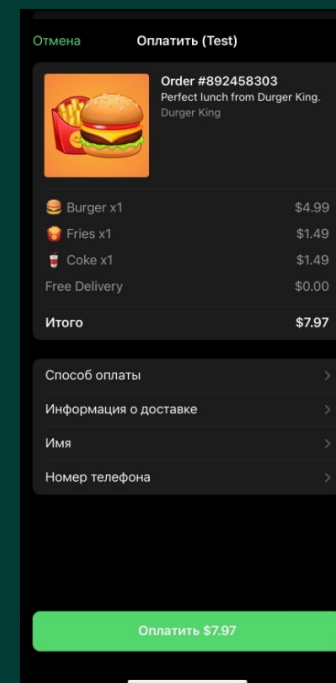 Отмена Оплатить (Test)
Order #892458303
Perfect lunch from Durger King.
Durger King
Burger x1 $4.99
Fries x1 $1.49
Coke x1 $1.49
Free Delivery $0.00
Итого $7.97
Способ оплаты
Информация о доставке
Имя
Номер телефона
Оплатить $7.97